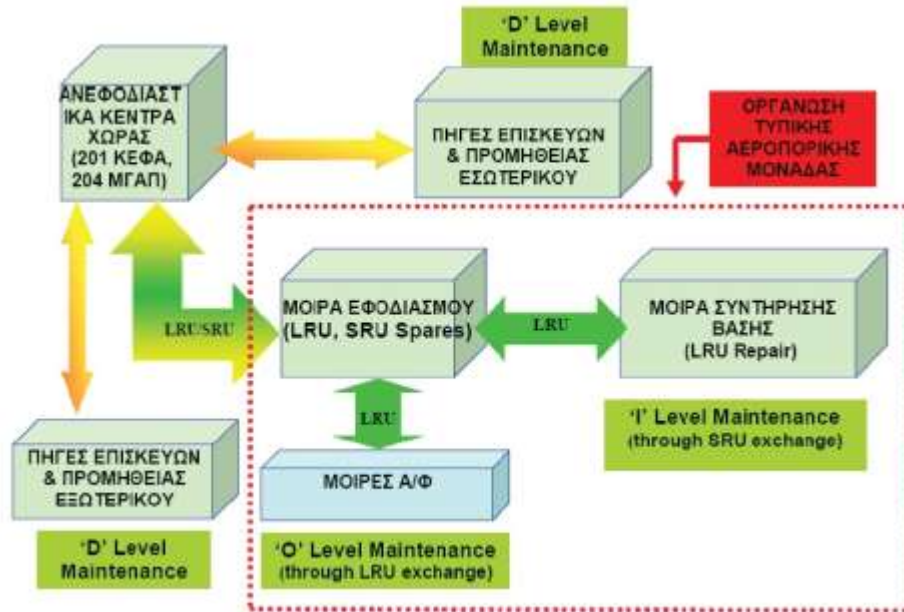 'D' Level
Maintenance
ΑΝΕΦΟΔΙΑΣΤ
ΙΚΑ ΚΕΝΤΡΑ
ΧΩΡΑΣ
(201 ΚΕΦΑ,
204 ΜΓΑΠ)
ΠΗΓΕΣ ΕΠΙΣΚΕΥΩΝ
& ΠΡΟΜΗΘΕΙΑΣ
ΕΣΩΤΕΡΙΚΟΥ
ΟΡΓΑΝΩΣΗ
ΤΥΠΙΚΗΣ
ΑΕΡΟΠΟΡΙΚΗΣ
ΜΟΝΑΔΑΣ
LRU/SRU
ΜΟΙΡΑ ΕΦΟΔΙΑΣΜΟΥ
(LRU, SRU Spares)
LRU
ΜΟΙΡΑ ΣΥΝΤΗΡΗΣΗΣ
ΒΑΣΗΣ
(LRU Repair)
LRU
'I' Level Maintenance
(through SRU exchange)
ΠΗΓΕΣ ΕΠΙΣΚΕΥΩΝ
& ΠΡΟΜΗΘΕΙΑΣ
ΕΞΩΤΕΡΙΚΟΥ
ΜΟΙΡΕΣ Α/Φ
'D' Level
Maintenance
'O' Level Maintenance
(through LRU exchange)